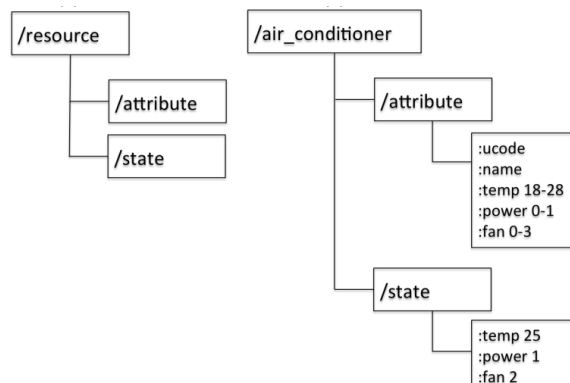 /resource
/attribute
/state
/air_conditioner
/attribute
:ucode
:name
:temp 18-28
:power 0-1
:fan 0-3
/state
:temp 25
:power 1
:fan 2